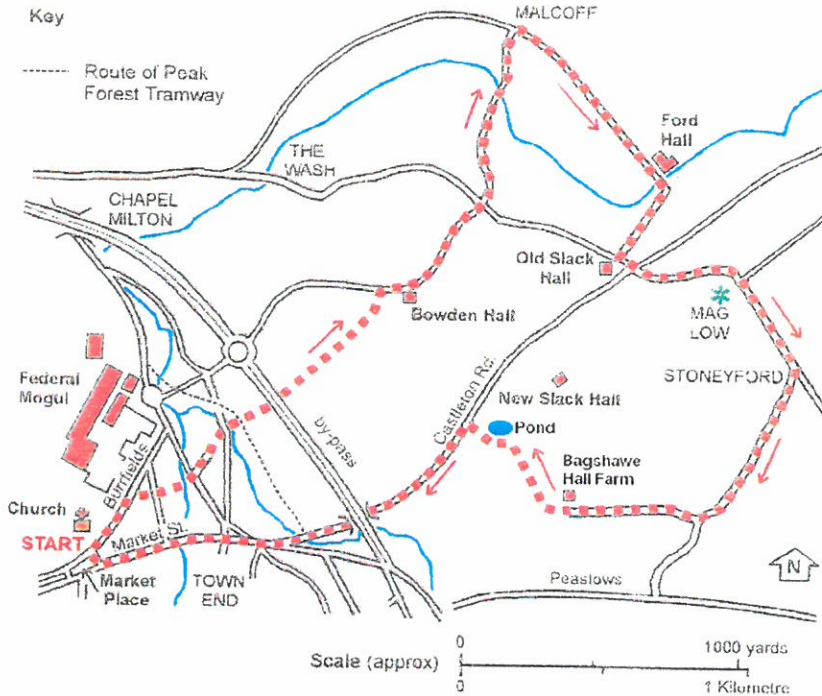 Key
Route of Peak
Forest Tramway
MALCOFF
Ford
Hall
THE
WASH
CHAPEL
MILTON
Old Slack
Hall
Bowden Hall
MAG
LOW
Federal
Mogul
Castleton Rd.
New Slack Hall
STONEYFORD
by-pass
Pond
Burrfields
Bagshawe
Hall Farm
Church
START
Market St.
Market
Place
TOWN
END
Peaslows
N
Scale (approx)
0
1000 yards
0
1 Kilometre